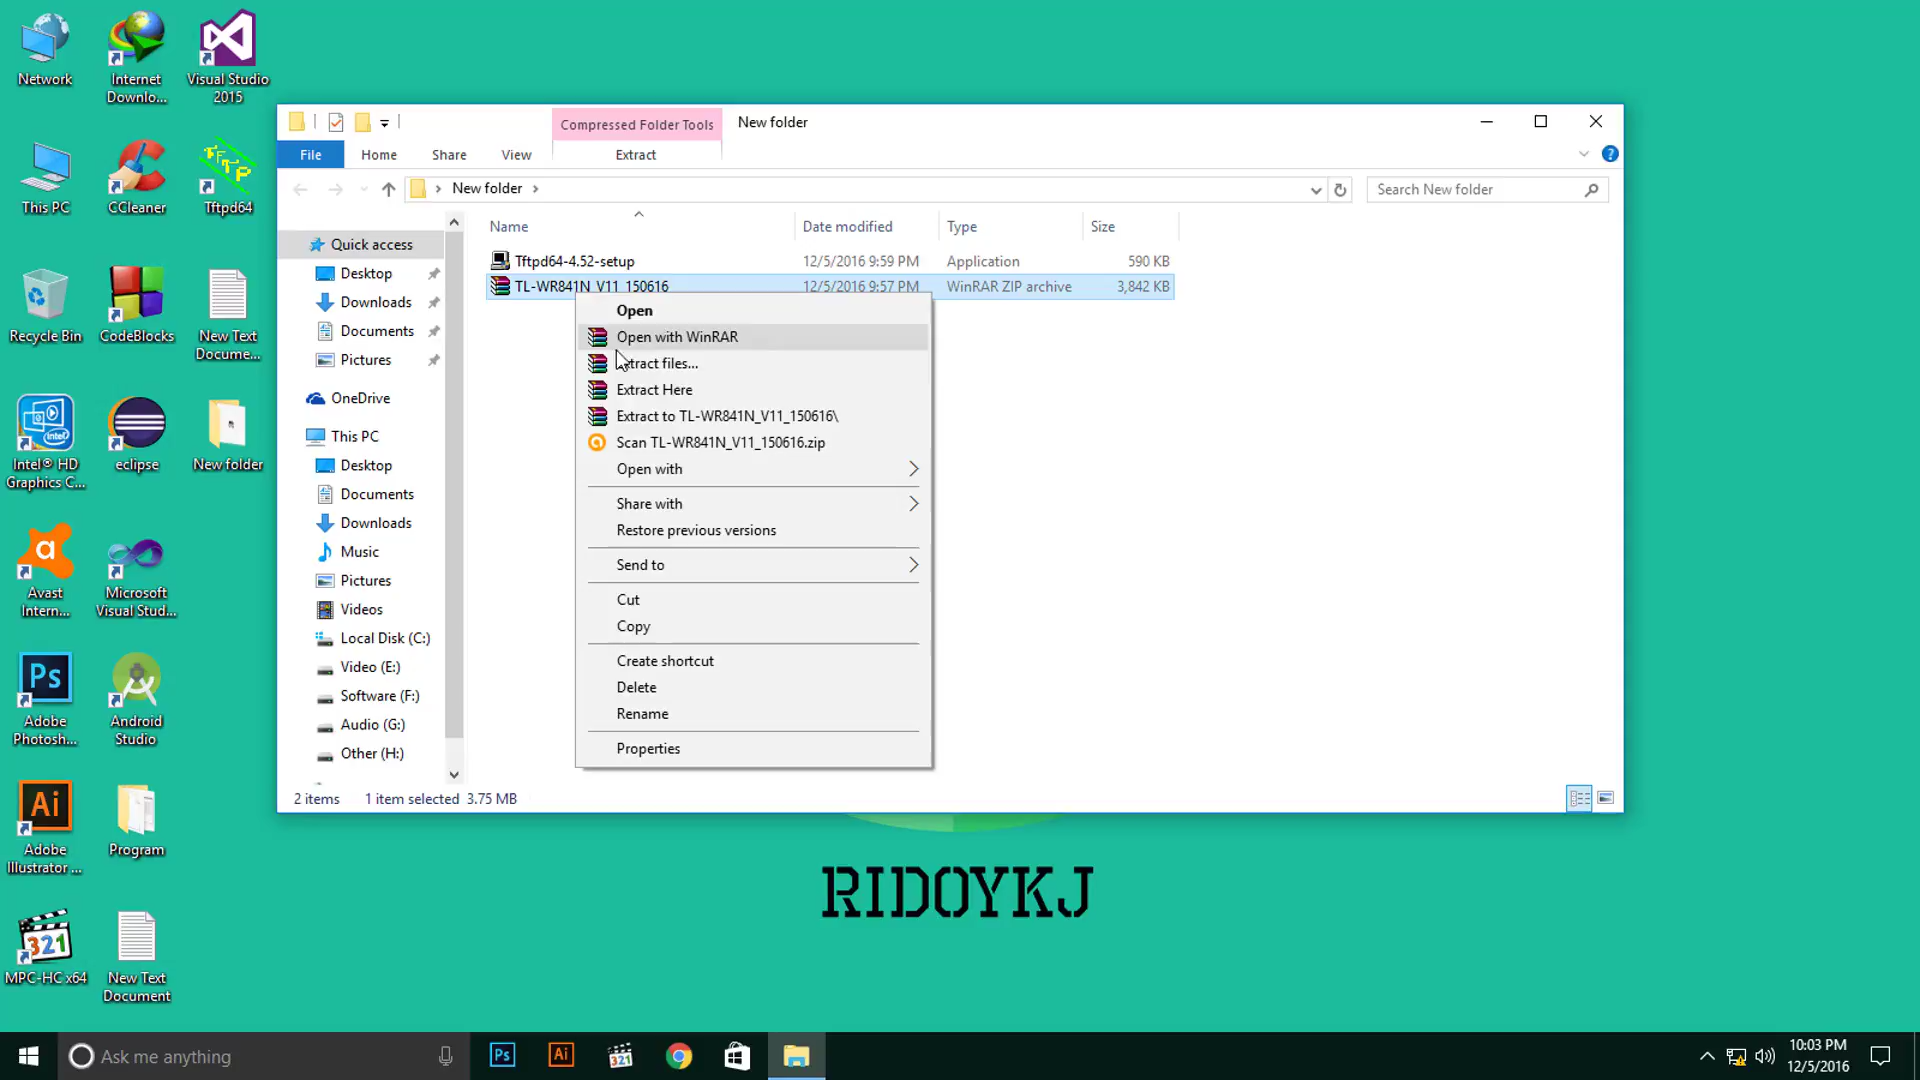 Network
Internet
Downlo...
Visual Studio
2015
This PC
CCleaner
TFTP
Tftpd64
Recycle Bin
CodeBlocks
New Text
Docume...
intel
Intel® HD
Graphics C...
eclipse
New folder
a
Avast
Intern...
Microsoft
Visual Stud...
Ps
Adobe
Photosh...
Android
Studio
Ai
Adobe
Illustrator ...
Program
321
MPC-HC x64
New Text
Document
Compressed Folder Tools
New folder
File
Home
Share
View
Extract
?
New folder
Search New folder
Name
Date modified
Type
Size
Tftpd64-4.52-setup
12/5/2016 9:59 PM
Application
590 KB
TL-WR841N_V11_150616
12/5/2016 9:57 PM
WinRAR ZIP archive
3,842 KB
Quick access
Desktop
Downloads
Documents
Pictures
OneDrive
This PC
Desktop
Documents
Downloads
Music
Pictures
Videos
Local Disk (C:)
Video (E:)
Software (F:)
Audio (G:)
Other (H:)
Open
Open with WinRAR
tract files...
Extract Here
Extract to TL-WR841N_V11_150616\
Scan TL-WR841N_V11_150616.zip
Open with
Share with
Restore previous versions
Send to
Cut
Copy
Create shortcut
Delete
Rename
Properties
2 items
1 item selected 3.75 MB
RIDOYKJ
Ask me anything
Ps
Ai
321
10:03 PM
12/5/2016